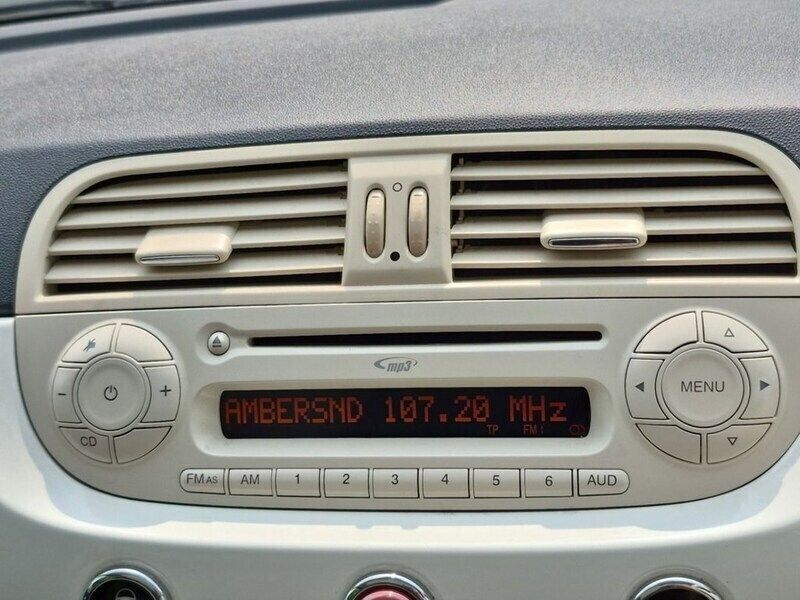 mp3
AMBERSND 107.20 MHz
TP FM1
- +
CD
MENU
FM AS AM 1 2 3 4 5 6 AUD